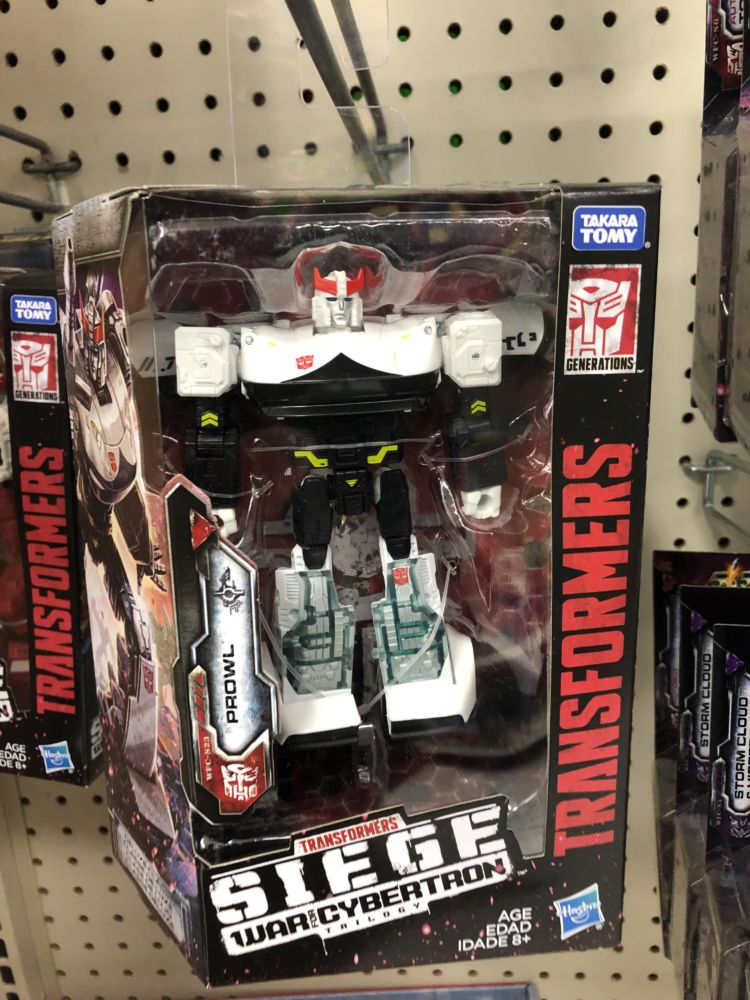 TAKARA
TOMY
GENERATIONS
TRANSFORMERS
PROWL
WFC-S23
TRANSFORMERS
SIEGE
WAR FOR CYBERTRON
TRILOGY
AGE
EDAD
IDADE 8+
Hasbro
TAKARA
TOMY
GENERATIONS
TRANSFORMERS
AGE
EDAD
DE 8+
Hasbro
STORM CLOUD
STORM CLOUD